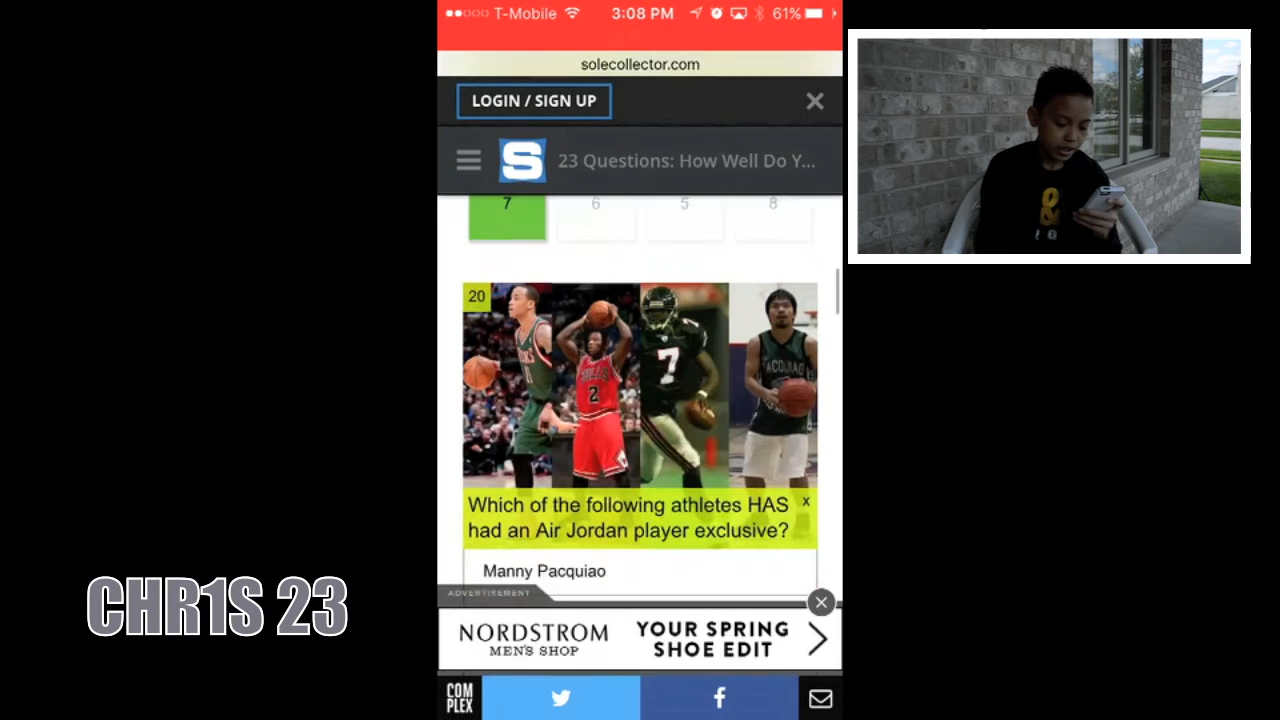 T-Mobile 3:08 PM 61%
solecollector.com
LOGIN / SIGN UP
S 23 Questions: How Well Do Y...
7 6 5 8
20
7
2
Which of the following athletes HAS x
had an Air Jordan player exclusive?
Manny Pacquiao
ADVERTISEMENT
NORDSTROM
MEN'S SHOP
YOUR SPRING
SHOE EDIT
COM
PLEX
CHR1S 23
&